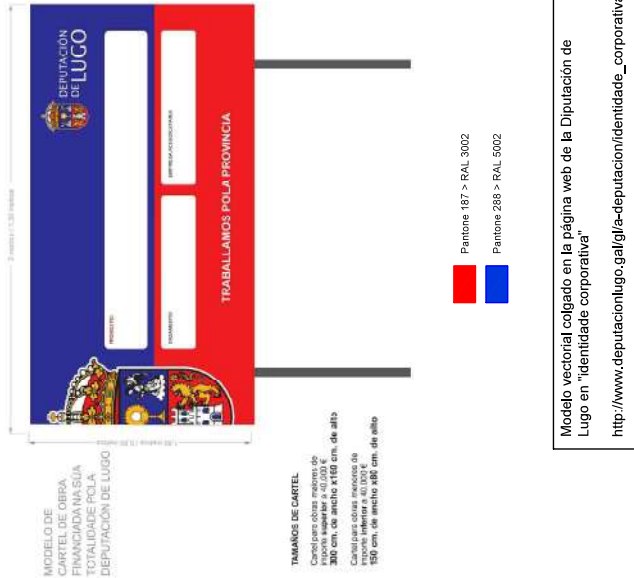 MODELO DE
CARTEL DE OBRA
FINANCIADA NA SÚA
TOTALIDADE POLA
DEPUTACIÓN DE LUGO
DEPUTACIÓN
DE LUGO
PROXECTO:
ORZAMENTO:
EMPRESA ADXUDICATARIA:
TRABALLAMOS POLA PROVINCIA
TAMAÑOS DE CARTEL
Cartel para obras maiores de
importe superior a 40.000 €
300 cm. de ancho x160 cm. de alto
Cartel para obras menores de
importe inferior a 40.000 €
150 cm. de ancho x80 cm. de alto
Pantone 187 > RAL 3002
Pantone 288 > RAL 5002
Modelo vectorial colgado en la página web de la Diputación de
Lugo en "identidade corporativa"
http://www.deputacionlugo.gal/gl/a-deputacion/identidade_corporativa